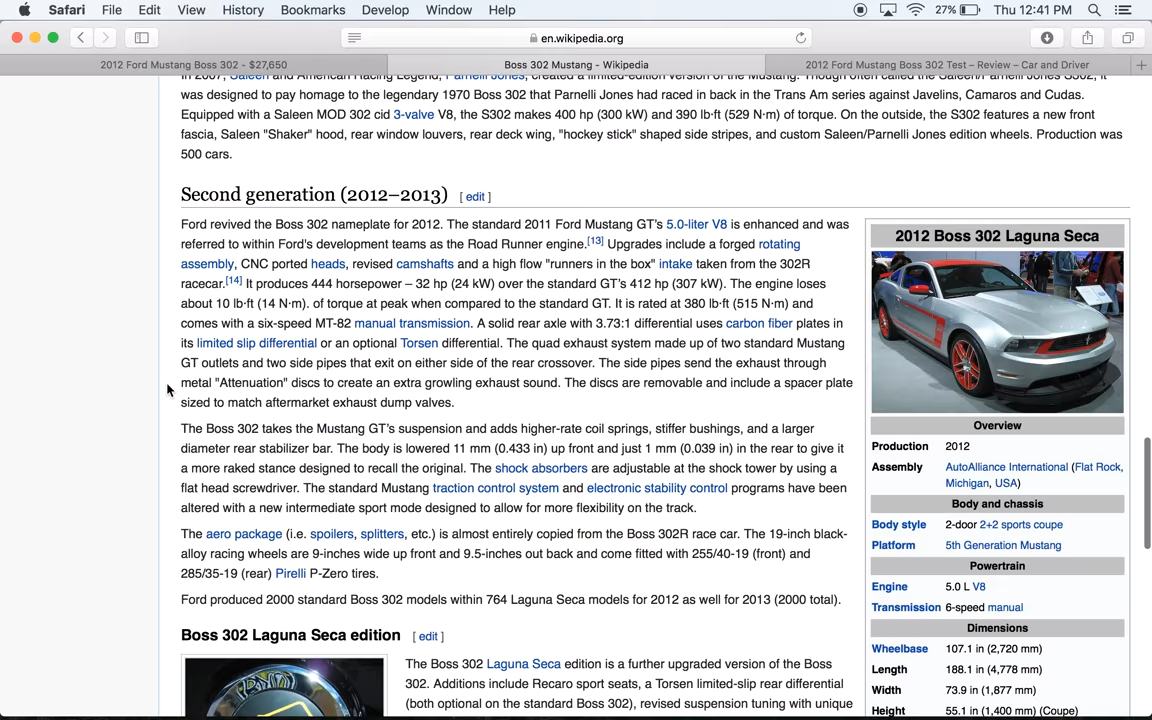 Safari File Edit View History Bookmarks Develop Window Help 27% Thu 12:41 PM
en.wikipedia.org
2012 Ford Mustang Boss 302 - $27,650 Boss 302 Mustang - Wikipedia 2012 Ford Mustang Boss 302 Test – Review – Car and Driver
In 2007, Saleen and American Racing Legend, Parnelli Jones, created a limited-edition version of the Mustang. Though often called the Saleen/Parnelli Jones S302, it
was designed to pay homage to the legendary 1970 Boss 302 that Parnelli Jones had raced in back in the Trans Am series against Javelins, Camaros and Cudas.
Equipped with a Saleen MOD 302 cid 3-valve V8, the S302 makes 400 hp (300 kW) and 390 lb·ft (529 N·m) of torque. On the outside, the S302 features a new front
fascia, Saleen "Shaker" hood, rear window louvers, rear deck wing, "hockey stick" shaped side stripes, and custom Saleen/Parnelli Jones edition wheels. Production was
500 cars.
Second generation (2012–2013) [ edit ]
Ford revived the Boss 302 nameplate for 2012. The standard 2011 Ford Mustang GT's 5.0-liter V8 is enhanced and was
referred to within Ford's development teams as the Road Runner engine.[13] Upgrades include a forged rotating
assembly, CNC ported heads, revised camshafts and a high flow "runners in the box" intake taken from the 302R
racecar.[14] It produces 444 horsepower – 32 hp (24 kW) over the standard GT's 412 hp (307 kW). The engine loses
about 10 lb·ft (14 N·m). of torque at peak when compared to the standard GT. It is rated at 380 lb·ft (515 N·m) and
comes with a six-speed MT-82 manual transmission. A solid rear axle with 3.73:1 differential uses carbon fiber plates in
its limited slip differential or an optional Torsen differential. The quad exhaust system made up of two standard Mustang
GT outlets and two side pipes that exit on either side of the rear crossover. The side pipes send the exhaust through
metal "Attenuation" discs to create an extra growling exhaust sound. The discs are removable and include a spacer plate
sized to match aftermarket exhaust dump valves.
The Boss 302 takes the Mustang GT's suspension and adds higher-rate coil springs, stiffer bushings, and a larger
diameter rear stabilizer bar. The body is lowered 11 mm (0.433 in) up front and just 1 mm (0.039 in) in the rear to give it
a more raked stance designed to recall the original. The shock absorbers are adjustable at the shock tower by using a
flat head screwdriver. The standard Mustang traction control system and electronic stability control programs have been
altered with a new intermediate sport mode designed to allow for more flexibility on the track.
The aero package (i.e. spoilers, splitters, etc.) is almost entirely copied from the Boss 302R race car. The 19-inch black-
alloy racing wheels are 9-inches wide up front and 9.5-inches out back and come fitted with 255/40-19 (front) and
285/35-19 (rear) Pirelli P-Zero tires.
Ford produced 2000 standard Boss 302 models within 764 Laguna Seca models for 2012 as well for 2013 (2000 total).
Boss 302 Laguna Seca edition [ edit ]
The Boss 302 Laguna Seca edition is a further upgraded version of the Boss
302. Additions include Recaro sport seats, a Torsen limited-slip rear differential
(both optional on the standard Boss 302), revised suspension tuning with unique
2012 Boss 302 Laguna Seca
Overview
Production 2012
Assembly AutoAlliance International (Flat Rock,
Michigan, USA)
Body and chassis
Body style 2-door 2+2 sports coupe
Platform 5th Generation Mustang
Powertrain
Engine 5.0 L V8
Transmission 6-speed manual
Dimensions
Wheelbase 107.1 in (2,720 mm)
Length 188.1 in (4,778 mm)
Width 73.9 in (1,877 mm)
Height 55.1 in (1,400 mm) (Coupe)